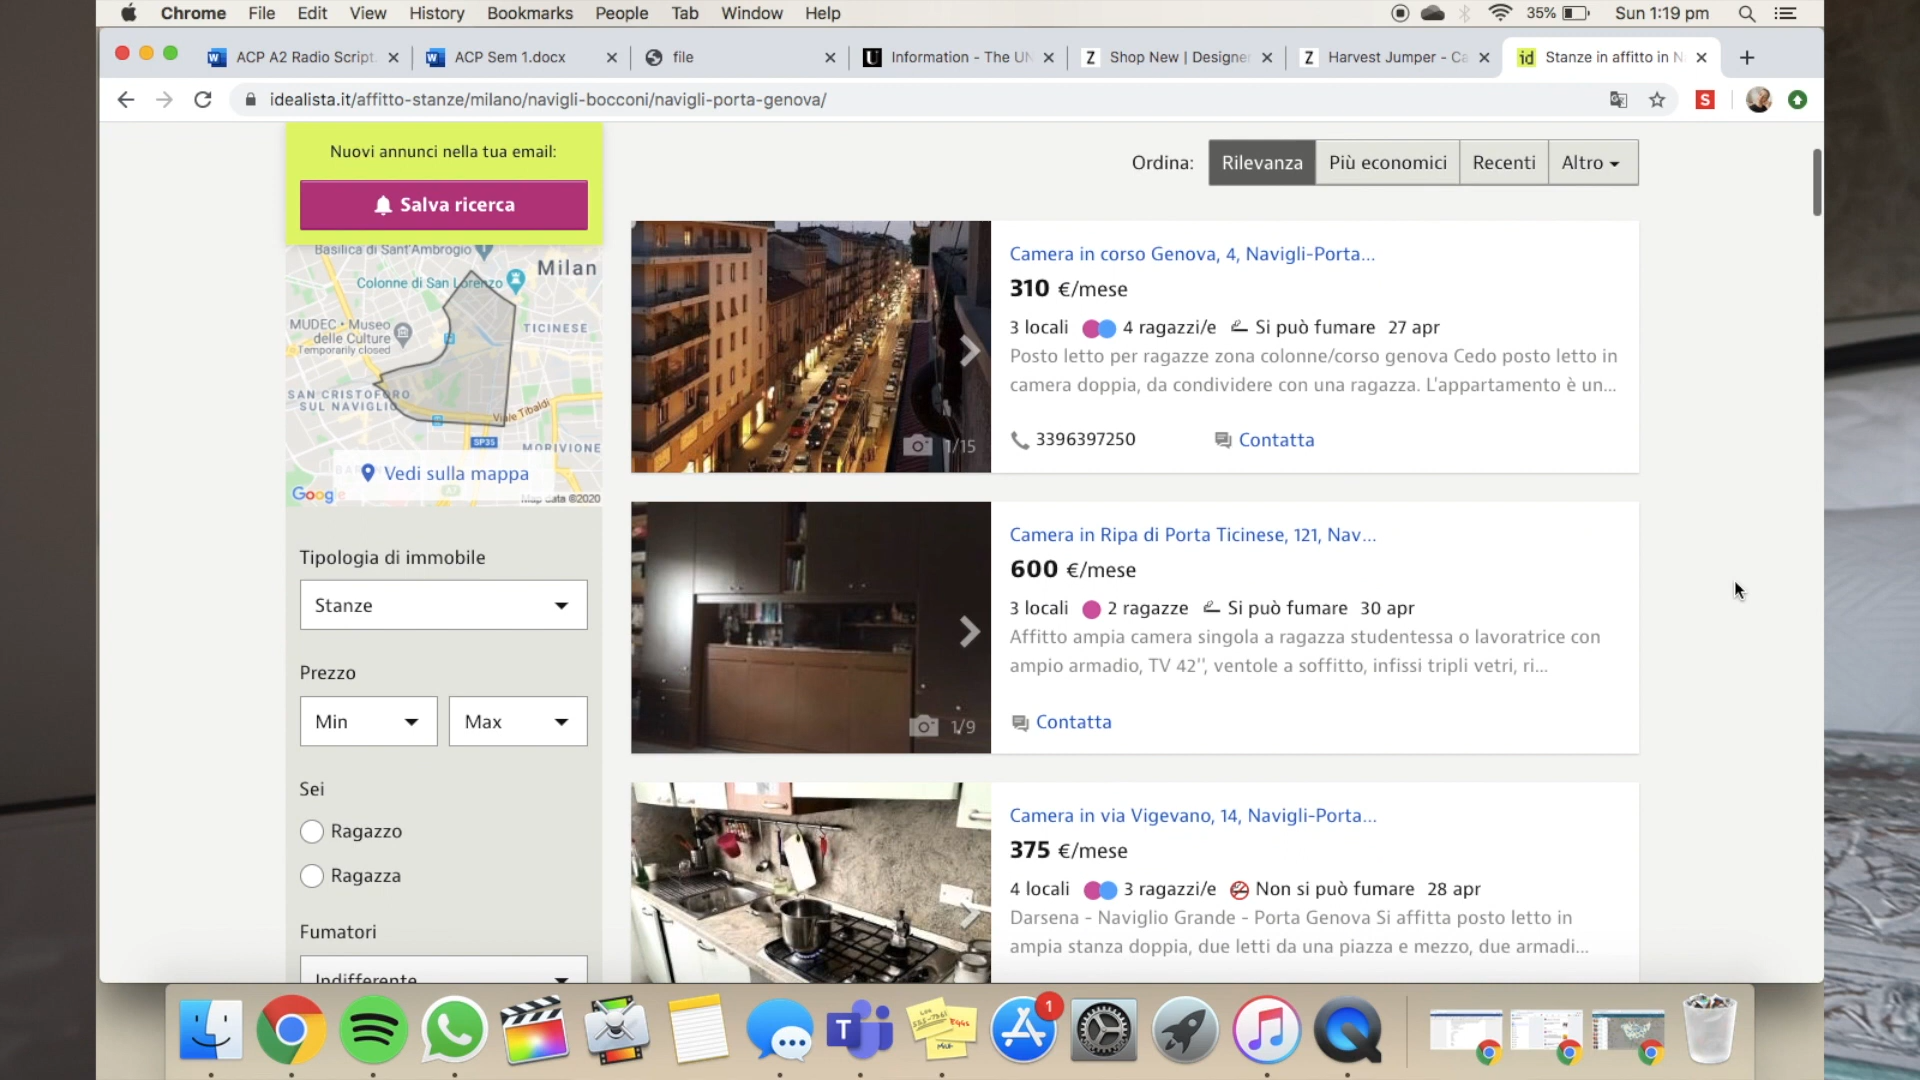 Chrome File Edit View History Bookmarks People Tab Window Help 35% Sun 1:19 pm
ACP A2 Radio Script ACP Sem 1.docx file Information - The UN Shop New | Designer Harvest Jumper - Ca Stanze in affitto in N
idealista.it/affitto-stanze/milano/navigli-bocconi/navigli-porta-genova/
Nuovi annunci nella tua email:
Salva ricerca
Ordina: Rilevanza Più economici Recenti Altro
Basilica di Sant'Ambrogio
Milan
Colonne di San Lorenzo
MUDEC • Museo
delle Culture
Temporarily closed
TICINESE
SAN CRISTOFORO
SUL NAVIGLIO
Viale Tibaldi
SP35
MORIVIONE
Vedi sulla mappa
A7
Google
Map data ©2020
Tipologia di immobile
Stanze
Prezzo
Min Max
Sei
Ragazzo
Ragazza
Fumatori
Indifferente
Camera in corso Genova, 4, Navigli-Porta...
310 €/mese
3 locali 4 ragazzi/e Si può fumare 27 apr
Posto letto per ragazze zona colonne/corso genova Cedo posto letto in
camera doppia, da condividere con una ragazza. L'appartamento è un...
1/15
3396397250 Contatta
Camera in Ripa di Porta Ticinese, 121, Nav...
600 €/mese
3 locali 2 ragazze Si può fumare 30 apr
Affitto ampia camera singola a ragazza studentessa o lavoratrice con
ampio armadio, TV 42'', ventole a soffitto, infissi tripli vetri, ri...
1/9
Contatta
Camera in via Vigevano, 14, Navigli-Porta...
375 €/mese
4 locali 3 ragazzi/e Non si può fumare 28 apr
Darsena - Naviglio Grande - Porta Genova Si affitta posto letto in
ampia stanza doppia, due letti da una piazza e mezzo, due armadi...
1